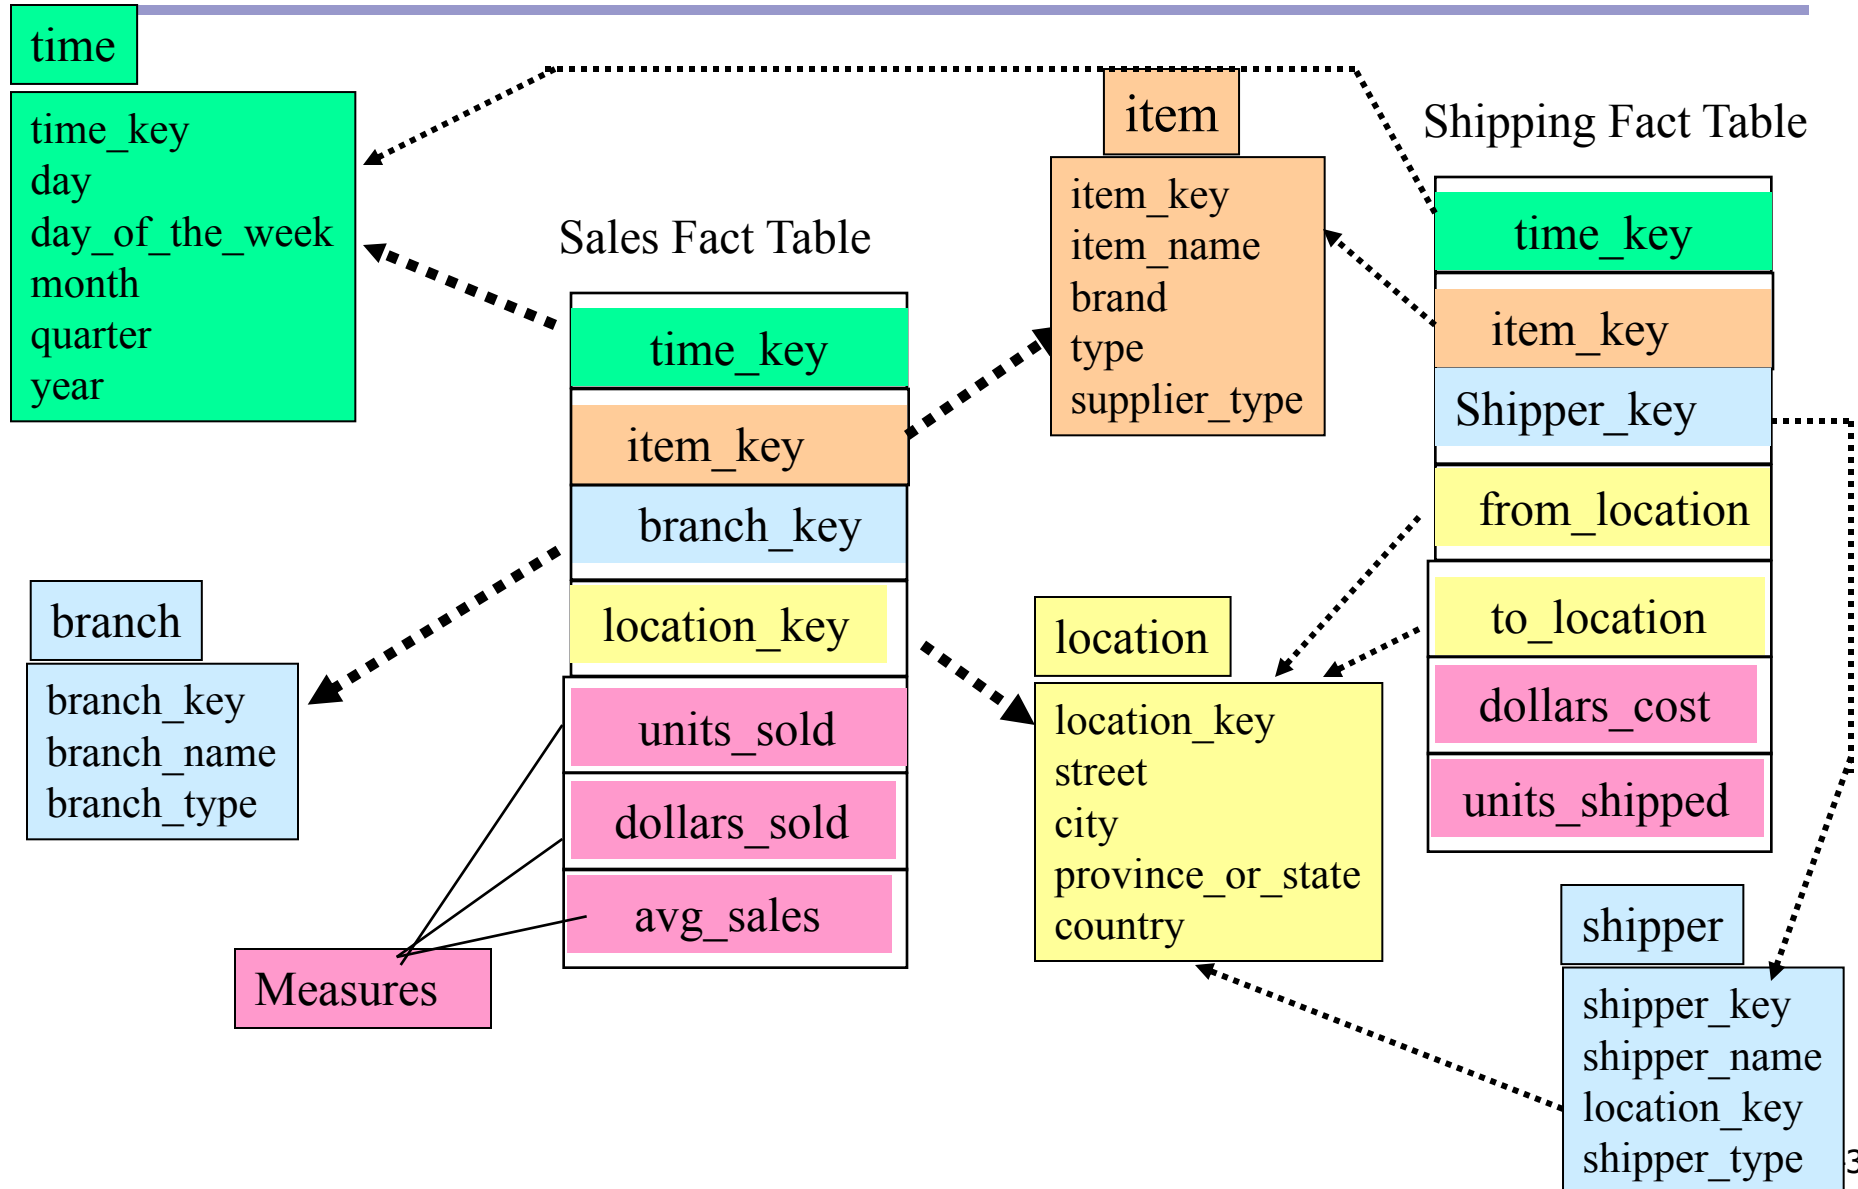 time
time_key
day
day_of_the_week
month
quarter
year
Sales Fact Table
time_key
item_key
branch_key
location_key
units_sold
dollars_sold
avg_sales
Measures
branch
branch_key
branch_name
branch_type
item
item_key
item_name
brand
type
supplier_type
location
location_key
street
city
province_or_state
country
Shipping Fact Table
time_key
item_key
Shipper_key
from_location
to_location
dollars_cost
units_shipped
shipper
shipper_key
shipper_name
location_key
shipper_type